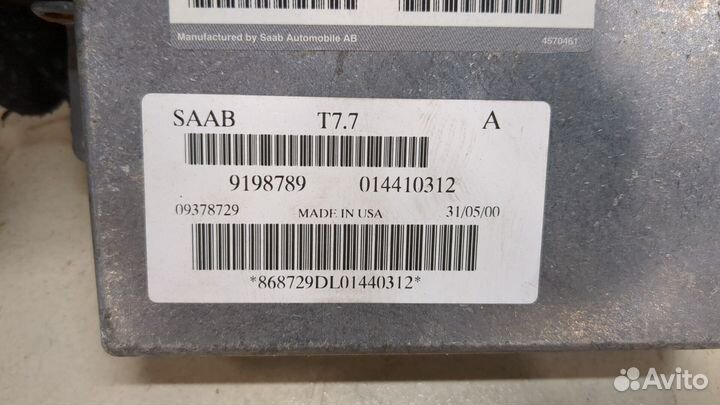 Manufactured by Saab Automobile AB 4570461
SAAB T7.7 A
9198789 014410312
09378729 MADE IN USA 31/05/00
*868729DL01440312*
Avito